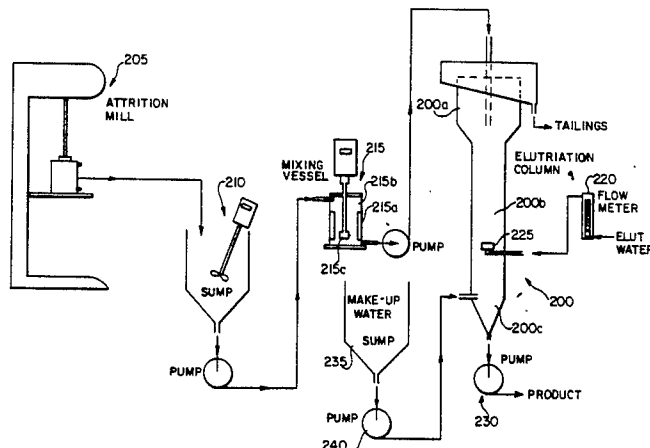 205
ATTRITION
MILL
210
SUMP
PUMP
MIXING
VESSEL
215
215b
215a
215c
PUMP
MAKE-UP
WATER
SUMP
235
PUMP
240
200a
TAILINGS
ELUTRIATION
COLUMN
220
FLOW
METER
200b
225
ELUT
WATER
200
200c
PUMP
PRODUCT
230